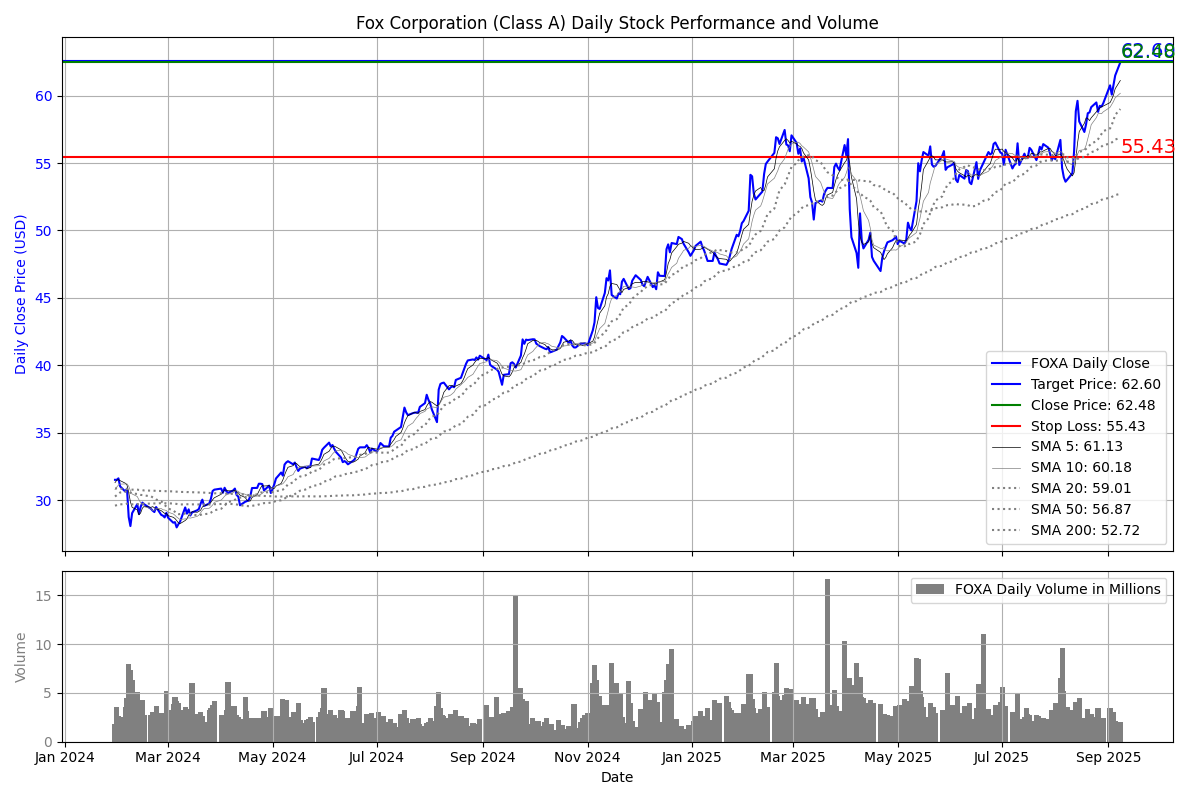 Fox Corporation (Class A) Daily Stock Performance and Volume
Daily Close Price (USD)
60
55
50
45
40
35
30
62.60
62.48
55.43
FOXA Daily Close
Target Price: 62.60
Close Price: 62.48
Stop Loss: 55.43
SMA 5: 61.13
SMA 10: 60.18
SMA 20: 59.01
SMA 50: 56.87
SMA 200: 52.72
Volume
15
10
5
0
FOXA Daily Volume in Millions
Jan 2024
Mar 2024
May 2024
Jul 2024
Sep 2024
Nov 2024
Jan 2025
Mar 2025
May 2025
Jul 2025
Sep 2025
Date